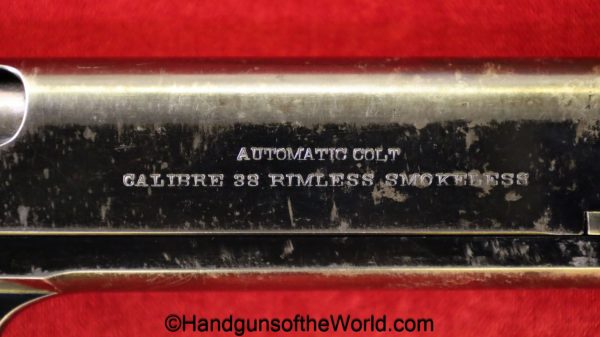 AUTOMATIC COLT
CALIBRE 38 RIMLESS SMOKELESS
©HandgunsoftheWorld.com